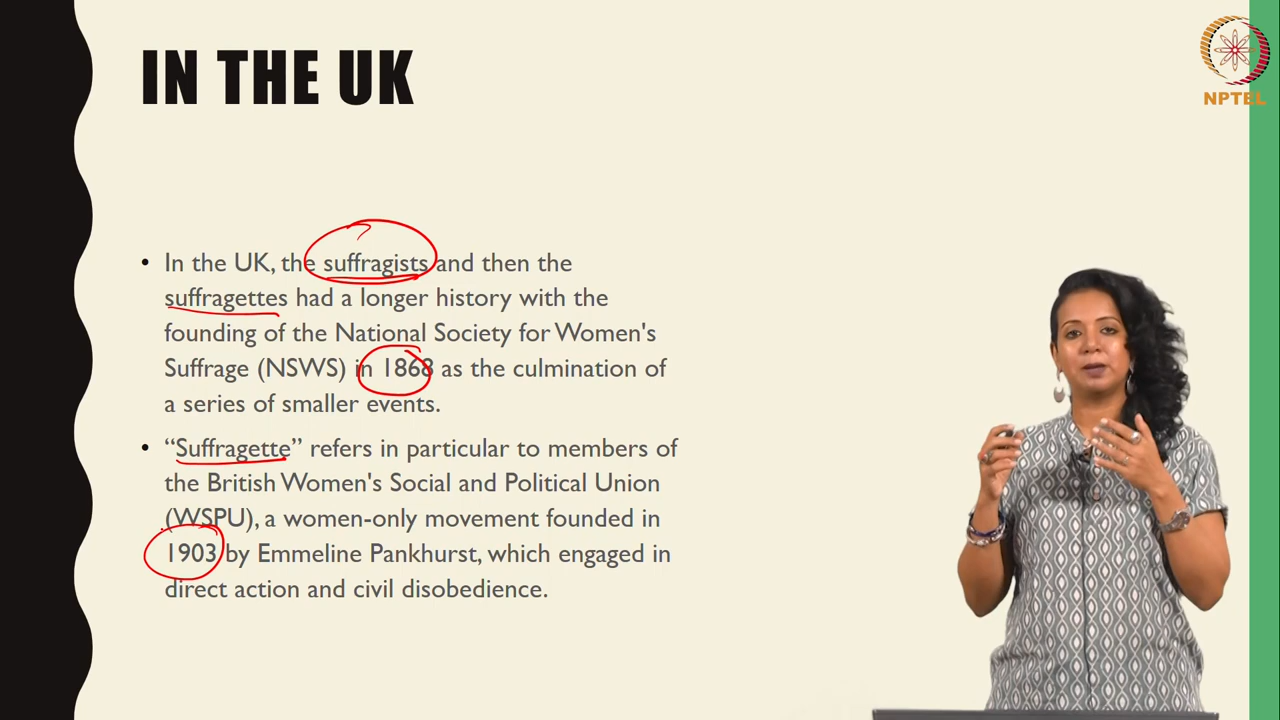 IN THE UK
NPTEL
• In the UK, the suffragists and then the
suffragettes had a longer history with the
founding of the National Society for Women's
Suffrage (NSWS) in 1868 as the culmination of
a series of smaller events.
• “Suffragette” refers in particular to members of
the British Women's Social and Political Union
(WSPU), a women-only movement founded in
1903 by Emmeline Pankhurst, which engaged in
direct action and civil disobedience.